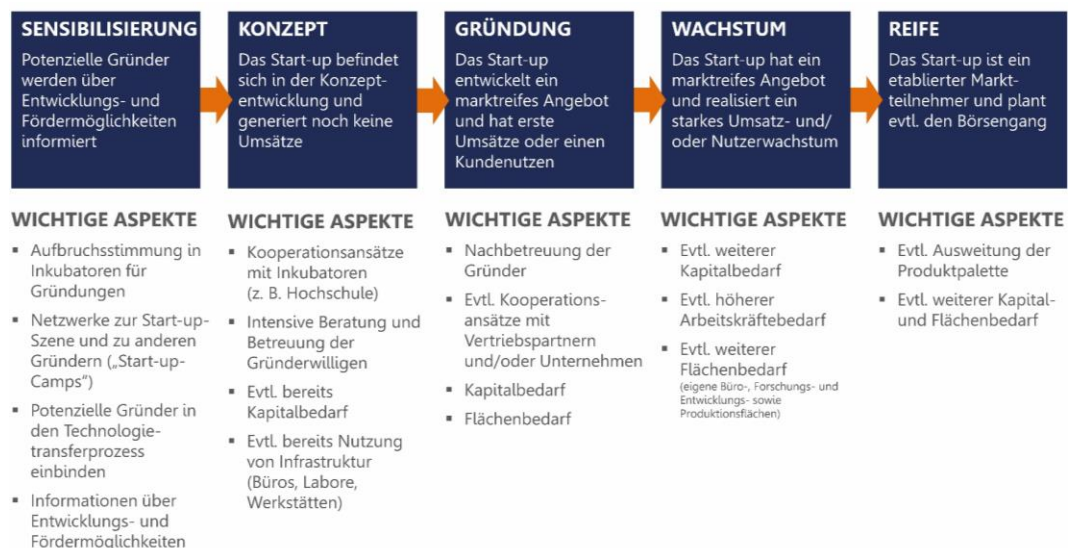 SENSIBILISIERUNG
Potenzielle Gründer
werden über
Entwicklungs- und
Fördermöglichkeiten
informiert
KONZEPT
Das Start-up befindet
sich in der Konzept-
entwicklung und
generiert noch keine
Umsätze
GRÜNDUNG
Das Start-up
entwickelt ein
marktreifes Angebot
und hat erste
Umsätze oder einen
Kundenutzen
WACHSTUM
Das Start-up hat ein
marktreifes Angebot
und realisiert ein
starkes Umsatz- und/
oder Nutzerwachstum
REIFE
Das Start-up ist ein
etablierter Markt-
teilnehmer und plant
evtl. den Börsengang
WICHTIGE ASPEKTE
▪ Aufbruchsstimmung in
Inkubatoren für
Gründungen
▪ Netzwerke zur Start-up-
Szene und zu anderen
Gründern („Start-up-
Camps“)
▪ Potenzielle Gründer in
den Technologie-
transferprozess
einbinden
▪ Informationen über
Entwicklungs- und
Fördermöglichkeiten
WICHTIGE ASPEKTE
▪ Kooperationsansätze
mit Inkubatoren
(z. B. Hochschule)
▪ Intensive Beratung und
Betreuung der
Gründerwilligen
▪ Evtl. bereits
Kapitalbedarf
▪ Evtl. bereits Nutzung
von Infrastruktur
(Büros, Labore,
Werkstätten)
WICHTIGE ASPEKTE
▪ Nachbetreuung der
Gründer
▪ Evtl. Kooperations-
ansätze mit
Vertriebspartnern
und/oder Unternehmen
▪ Kapitalbedarf
▪ Flächenbedarf
WICHTIGE ASPEKTE
▪ Evtl. weiterer
Kapitalbedarf
▪ Evtl. höherer
Arbeitskräftebedarf
▪ Evtl. weiterer
Flächenbedarf
(eigene Büro-, Forschungs- und
Entwicklungs- sowie
Produktionsflächen)
WICHTIGE ASPEKTE
▪ Evtl. Ausweitung der
Produktpalette
▪ Evtl. weiterer Kapital-
und Flächenbedarf